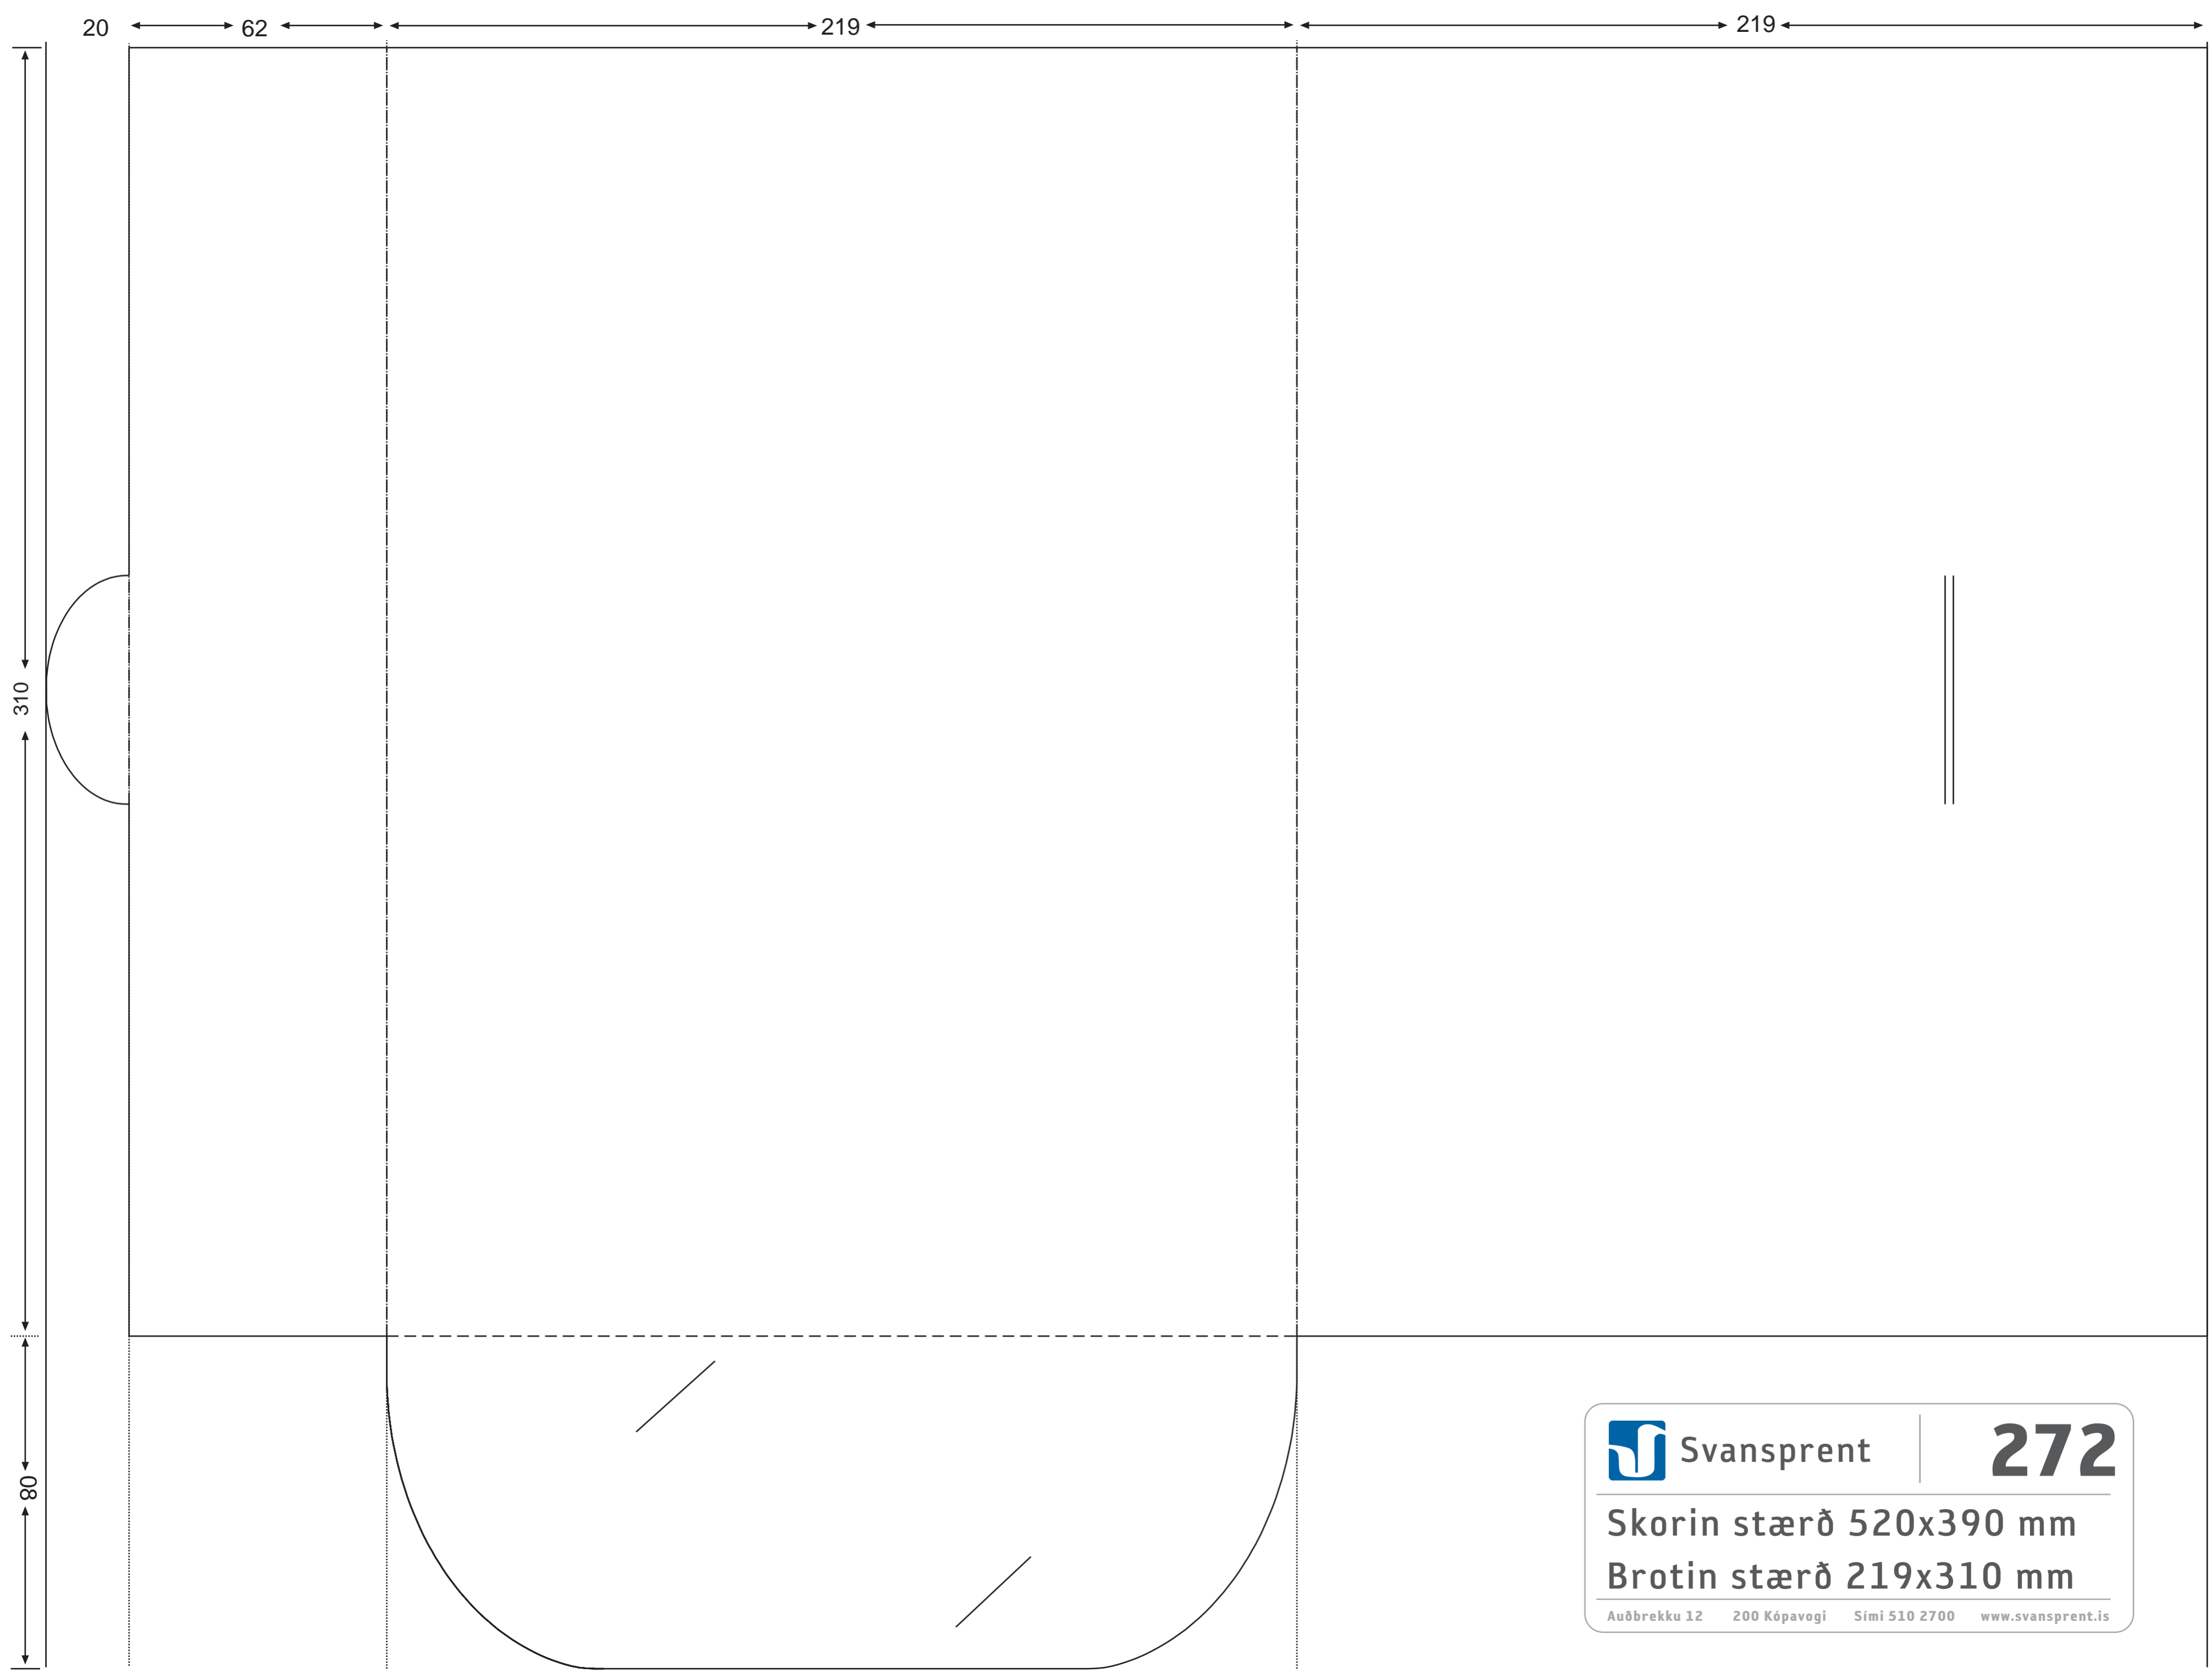 20 62 219 219
310
80
Svansprent 272
Skorin stærð 520x390 mm
Brotin stærð 219x310 mm
Auðbrekku 12 200 Kópavogi Sími 510 2700 www.svansprent.is